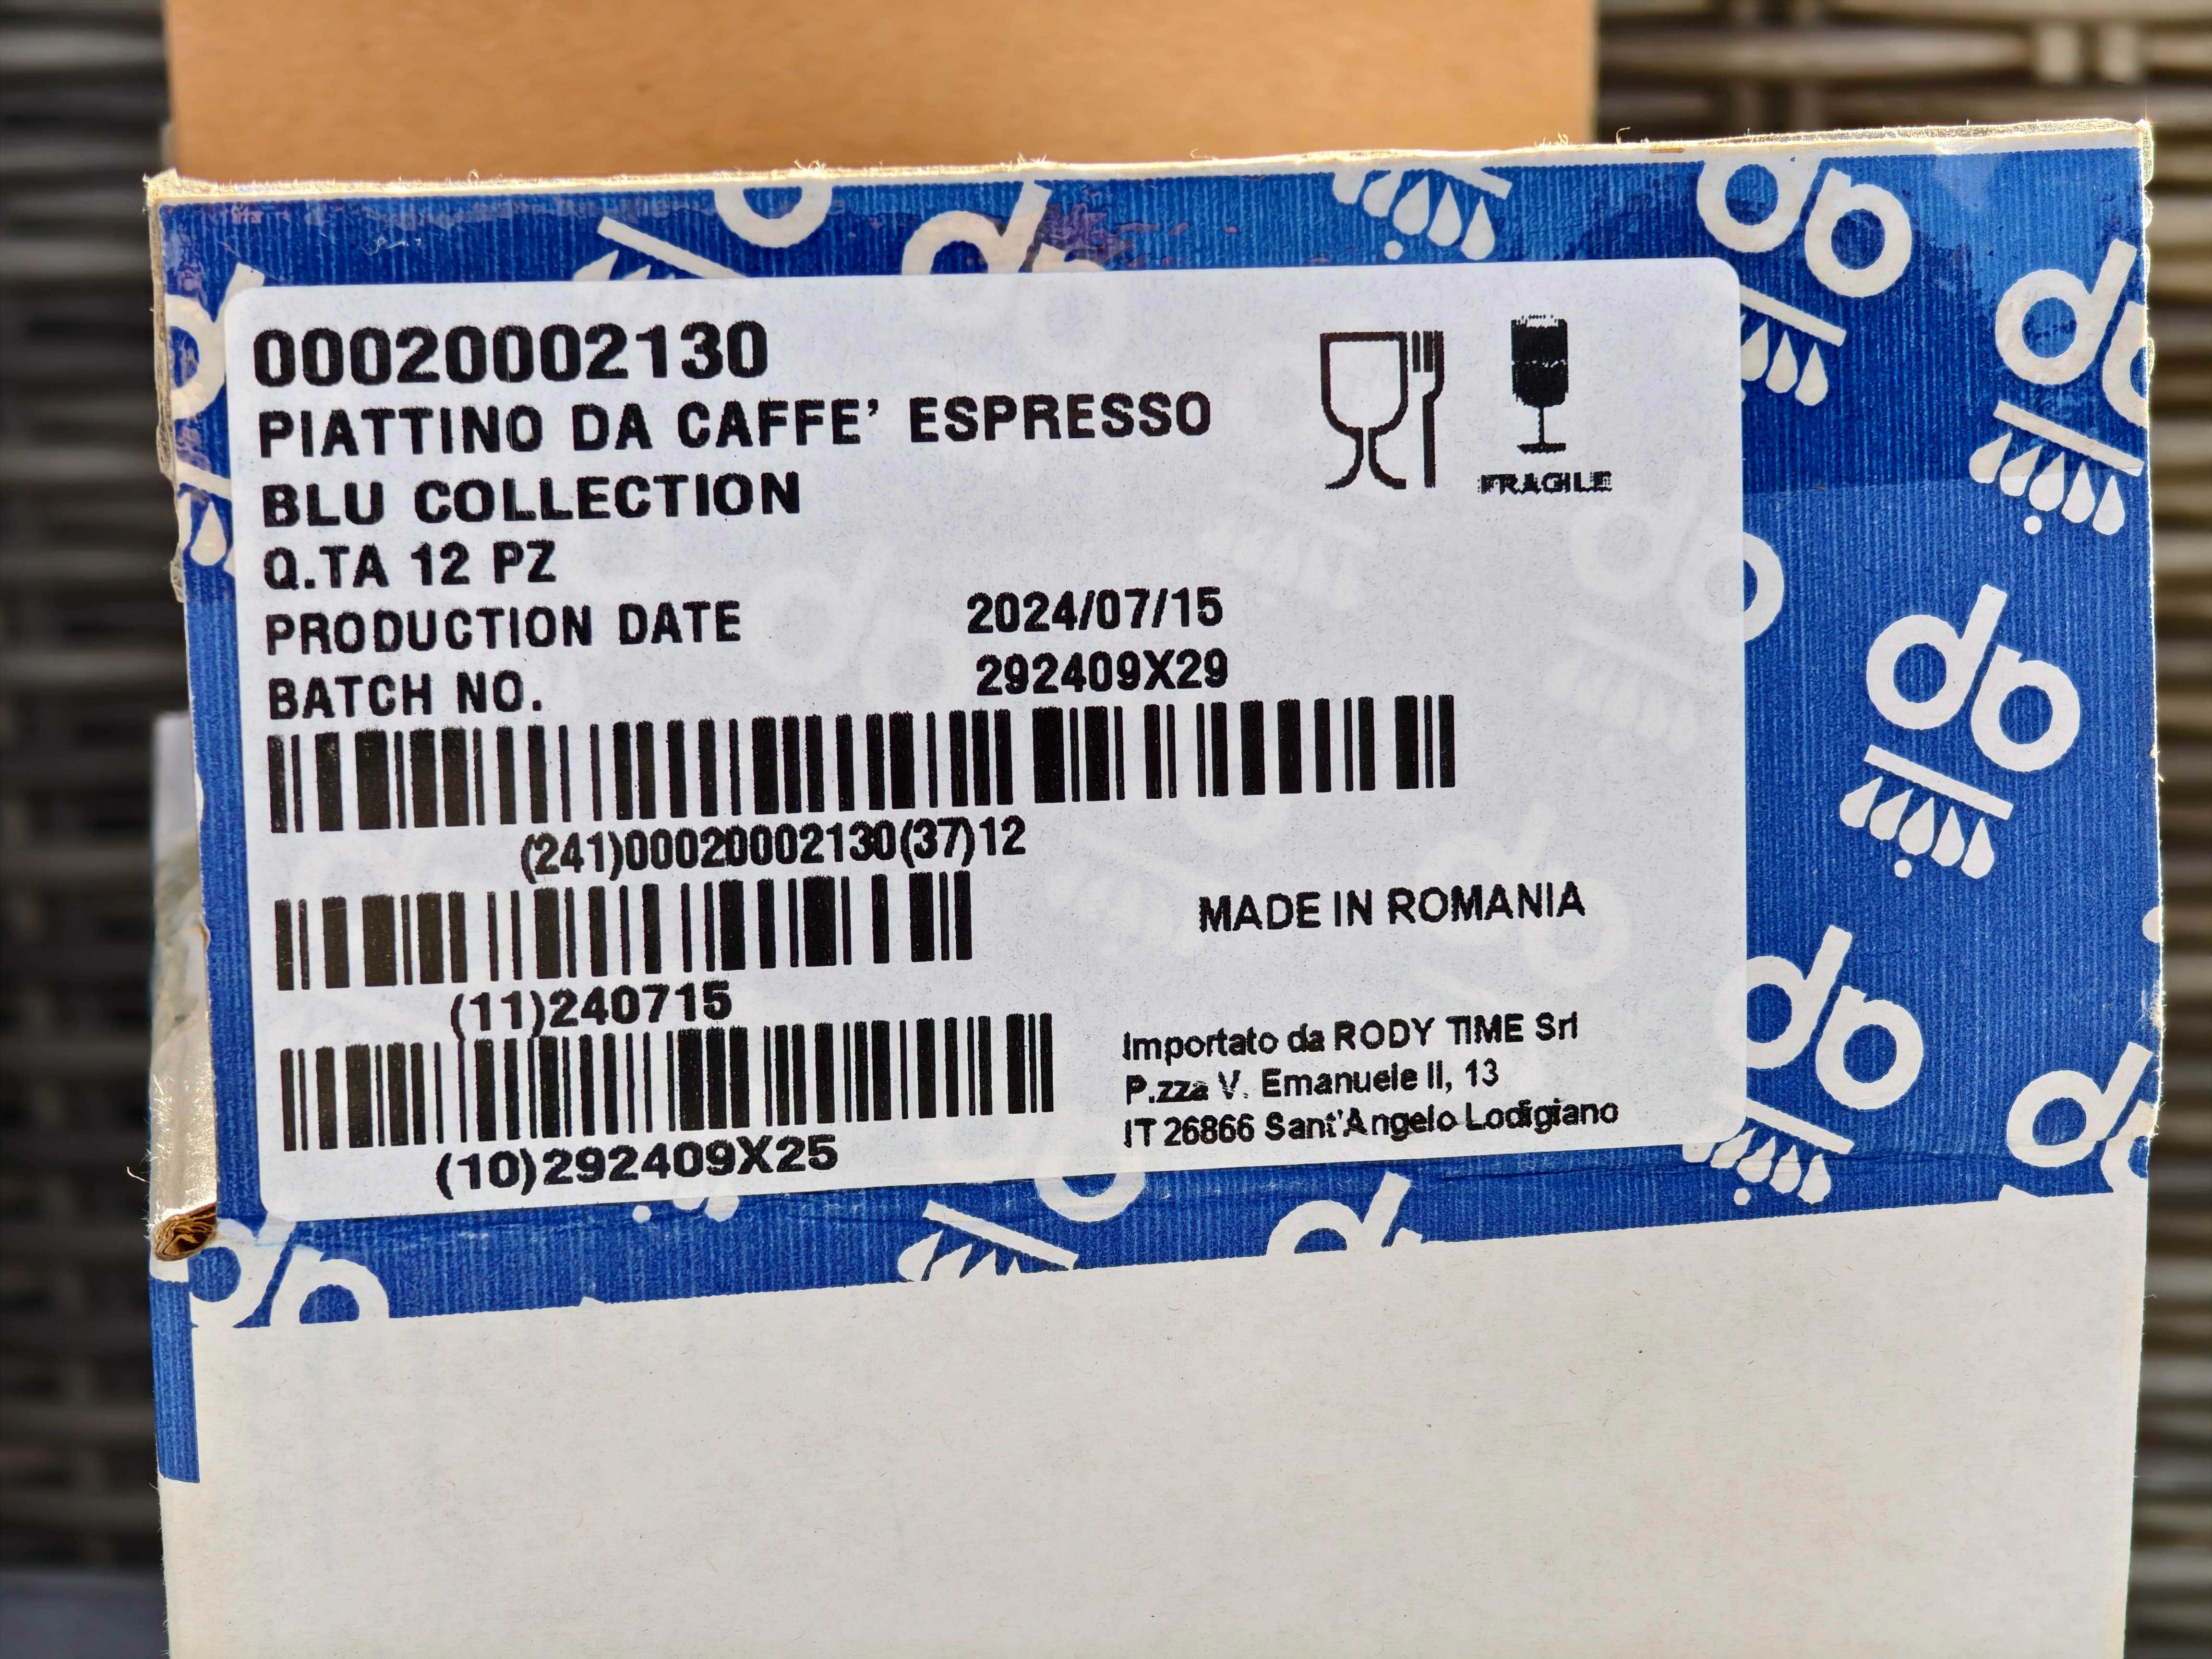 00020002130
PIATTINO DA CAFFE' ESPRESSO
BLU COLLECTION
Q.TA 12 PZ
PRODUCTION DATE 2024/07/15
BATCH NO. 292409X29
FRAGILE
(241)00020002130(37)12
(11)240715
(10)292409X25
MADE IN ROMANIA
Importato da RODY TIME Srl
P.zza V. Emanuele II, 13
IT 26866 Sant'Angelo Lodigiano